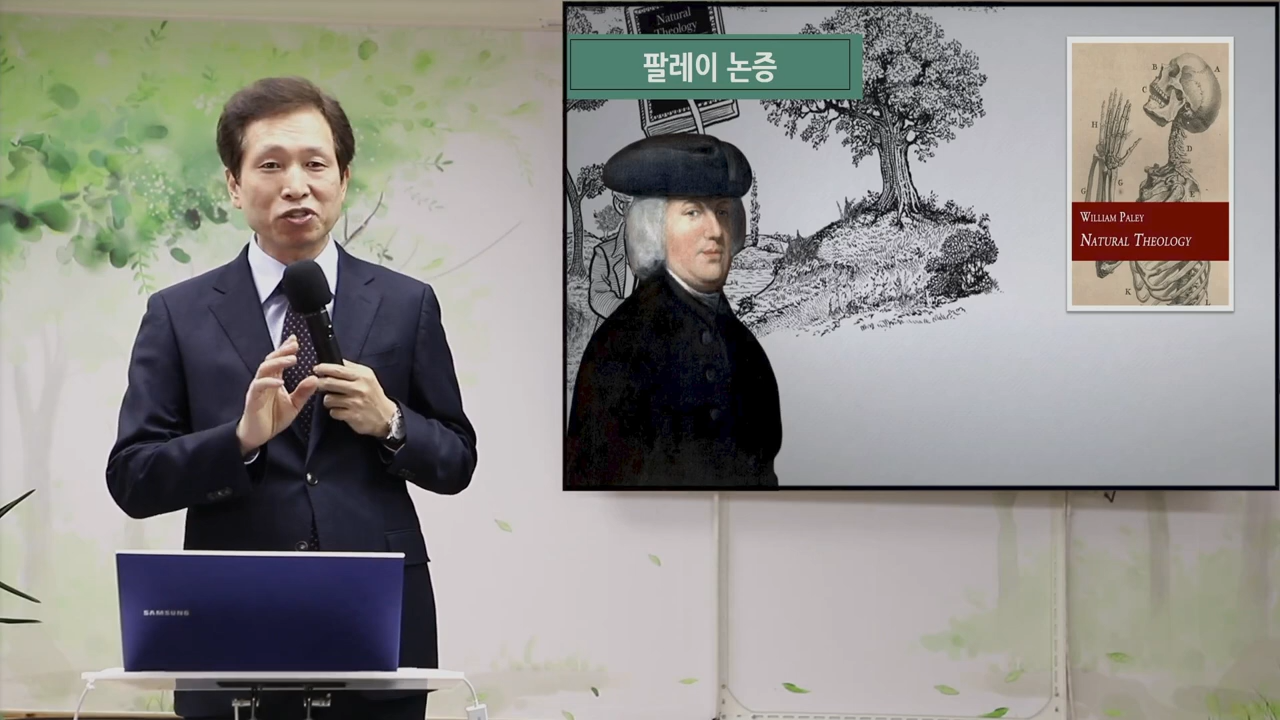 Natural
Theology
팔레이 논증
B
A
C
H
D
G
G
E
WILLIAM PALEY
NATURAL THEOLOGY
K
L
SAMSUNG